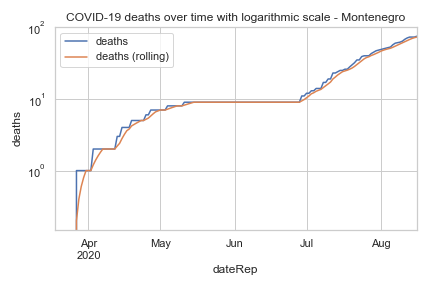 COVID-19 deaths over time with logarithmic scale - Montenegro
deaths
deaths (rolling)
10²
10¹
10⁰
deaths
Apr
2020
May
Jun
Jul
Aug
dateRep